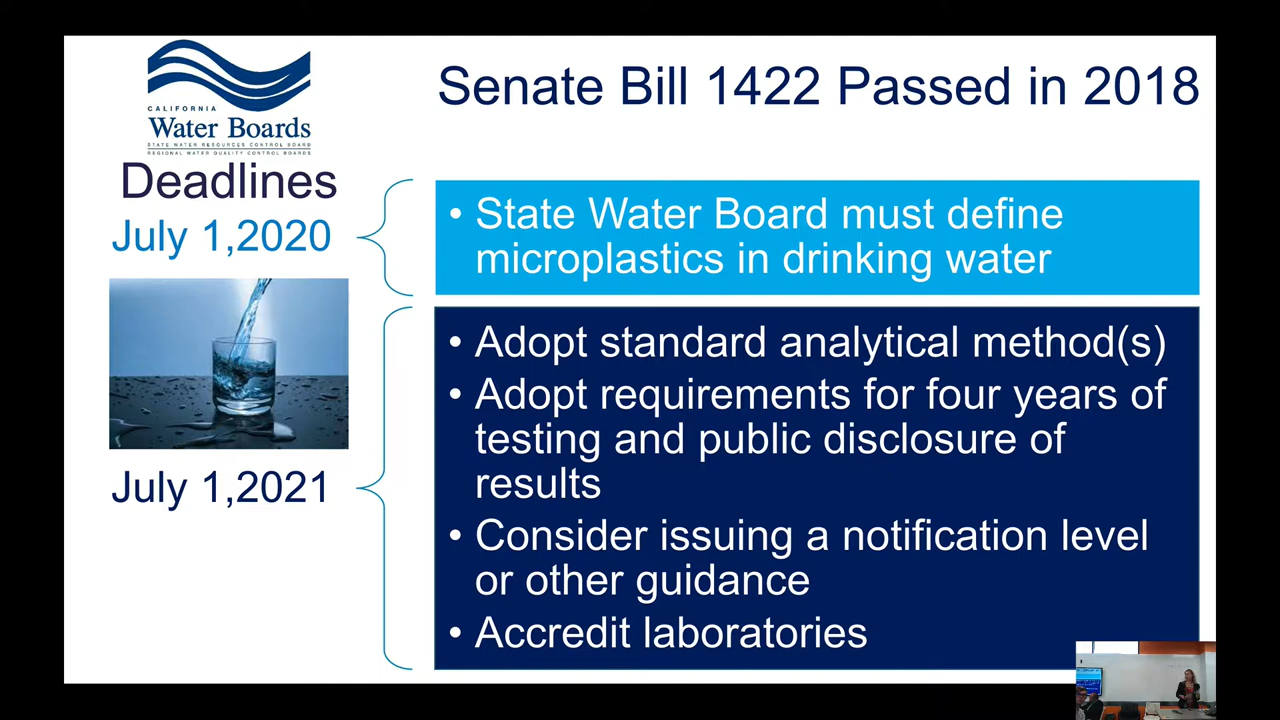 CALIFORNIA
Water Boards
STATE WATER RESOURCES CONTROL BOARD
REGIONAL WATER QUALITY CONTROL BOARDS
Senate Bill 1422 Passed in 2018
Deadlines
July 1,2020
• State Water Board must define
microplastics in drinking water
July 1,2021
• Adopt standard analytical method(s)
• Adopt requirements for four years of
testing and public disclosure of
results
• Consider issuing a notification level
or other guidance
• Accredit laboratories